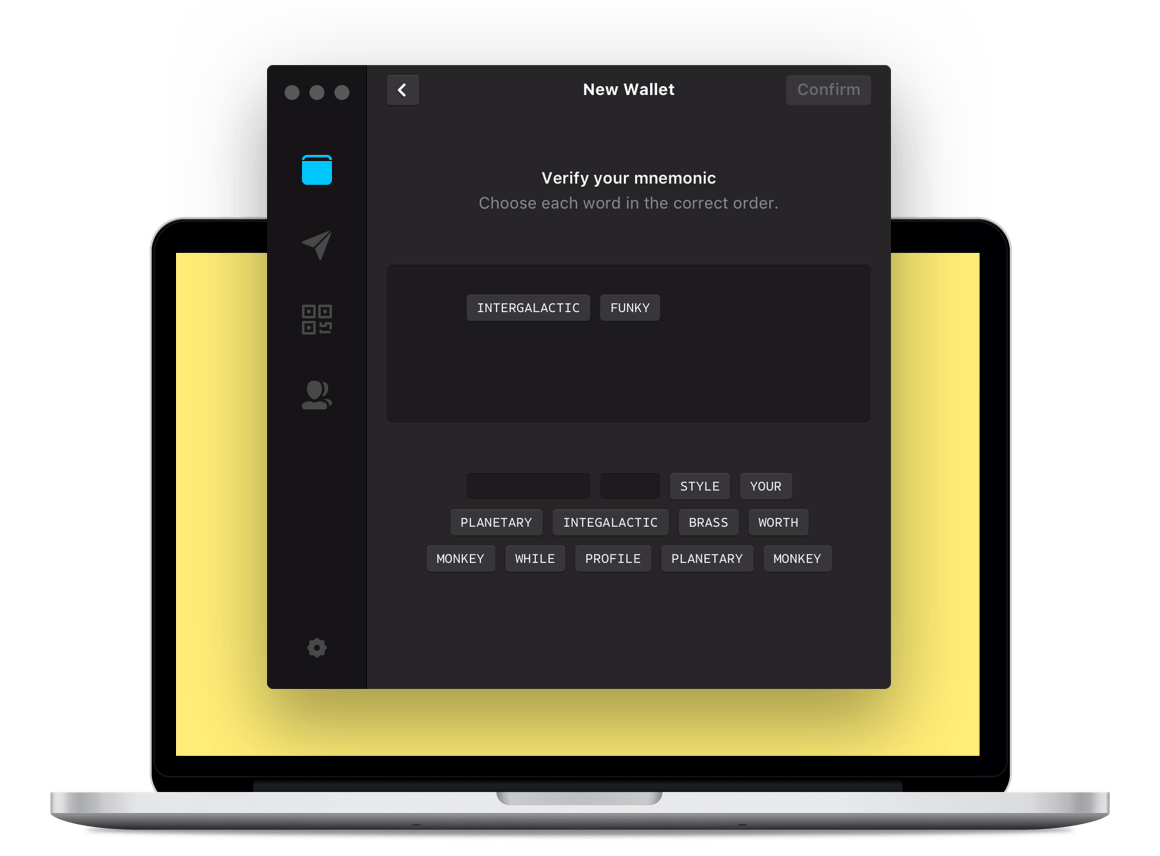 New Wallet Confirm
Verify your mnemonic
Choose each word in the correct order.
INTERGALACTIC FUNKY
STYLE YOUR
PLANETARY INTEGALACTIC BRASS WORTH
MONKEY WHILE PROFILE PLANETARY MONKEY